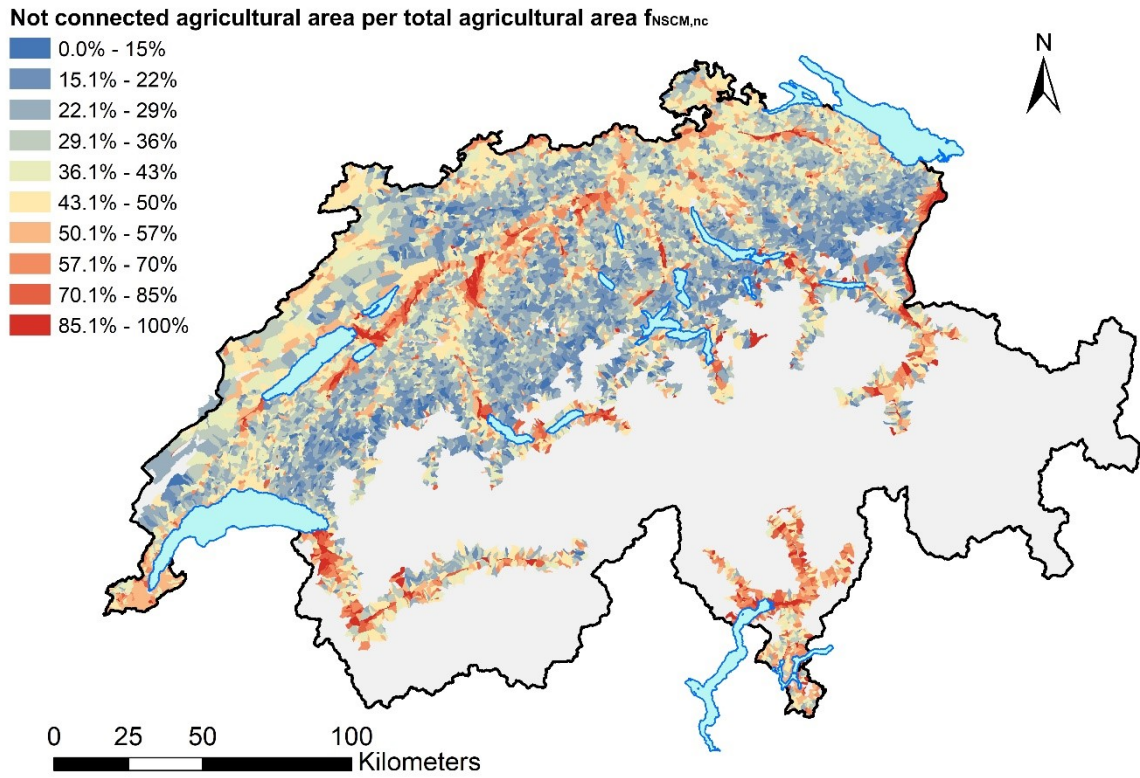 Not connected agricultural area per total agricultural area fNSCM,nc
0.0% - 15%
15.1% - 22%
22.1% - 29%
29.1% - 36%
36.1% - 43%
43.1% - 50%
50.1% - 57%
57.1% - 70%
70.1% - 85%
85.1% - 100%
N
0 25 50 100
Kilometers